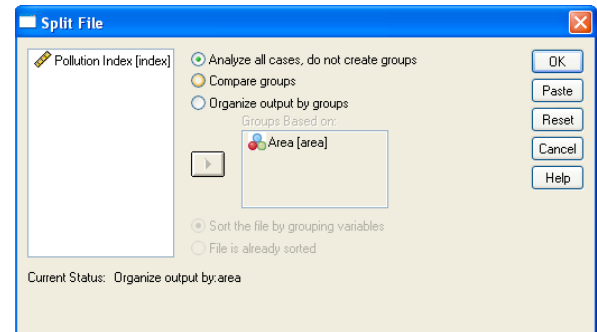 Split File
Pollution Index [index]
Analyze all cases, do not create groups
Compare groups
Organize output by groups
Groups Based on:
Area [area]
Sort the file by grouping variables
File is already sorted
Current Status: Organize output by:area
OK
Paste
Reset
Cancel
Help